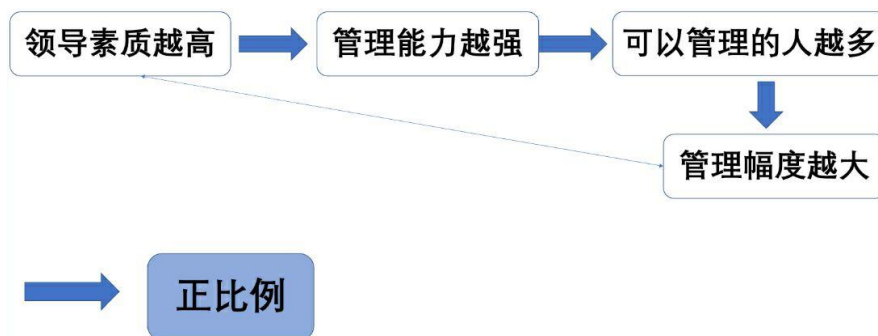 领导素质越高
管理能力越强
可以管理的人越多
管理幅度越大
正比例